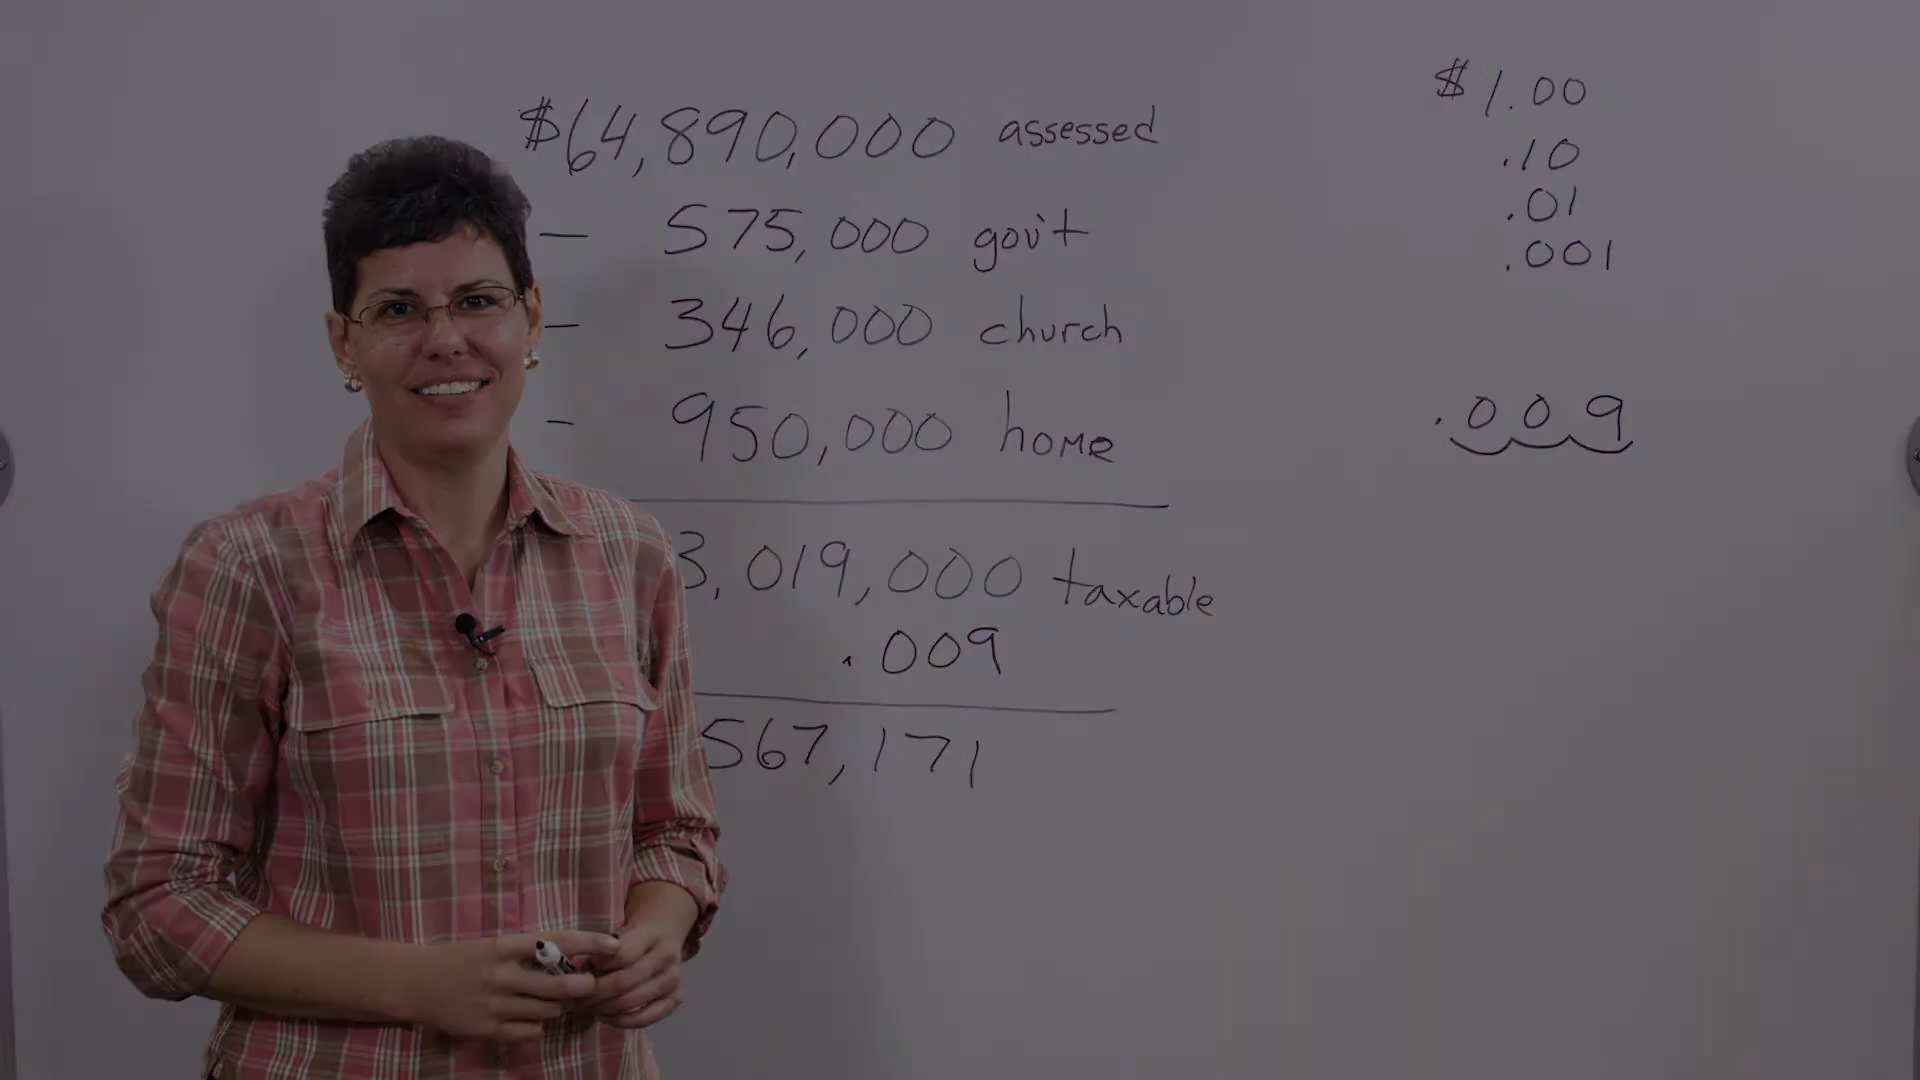 $64,890,000 assessed
— 575,000 gov't
- 346,000 church
- 950,000 home
3,019,000 taxable
.009
567,171
$1.00
.10
.01
.001
.009